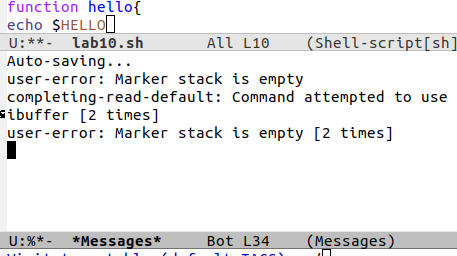 function hello{
echo $HELLO
U:**-  lab10.sh       All L10    (Shell-script[sh]
Auto-saving...
user-error: Marker stack is empty
completing-read-default: Command attempted to use
ibuffer [2 times]
user-error: Marker stack is empty [2 times]
U:%*-  *Messages*     Bot L34    (Messages)